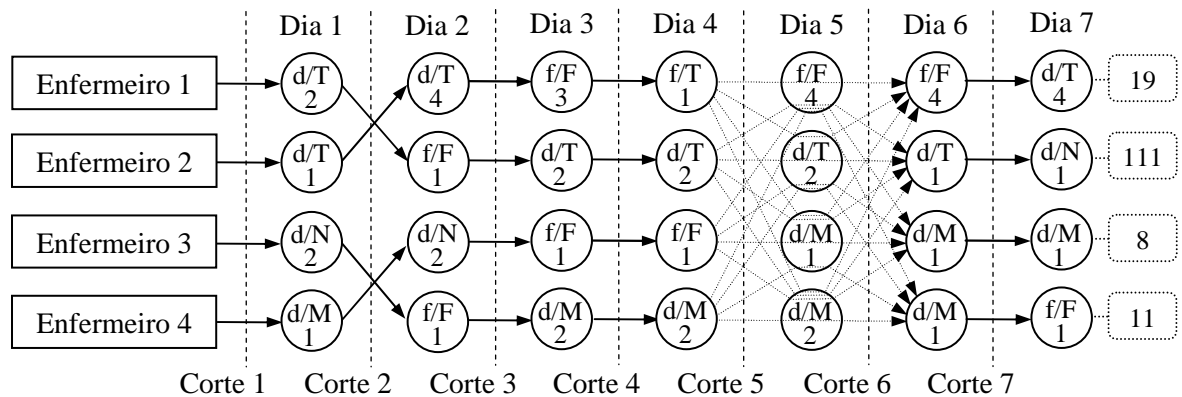 Dia 1 Dia 2 Dia 3 Dia 4 Dia 5 Dia 6 Dia 7
Enfermeiro 1 d/T 2 d/T 4 f/F 3 f/T 1 f/F 4 f/F 4 d/T 4 19
Enfermeiro 2 d/T 1 f/F 1 d/T 2 d/T 2 d/T 2 d/T 1 d/N 1 111
Enfermeiro 3 d/N 2 d/N 2 f/F 1 f/F 1 d/M 1 d/M 1 d/M 1 8
Enfermeiro 4 d/M 1 f/F 1 d/M 2 d/M 2 d/M 2 d/M 1 f/F 1 11
Corte 1 Corte 2 Corte 3 Corte 4 Corte 5 Corte 6 Corte 7